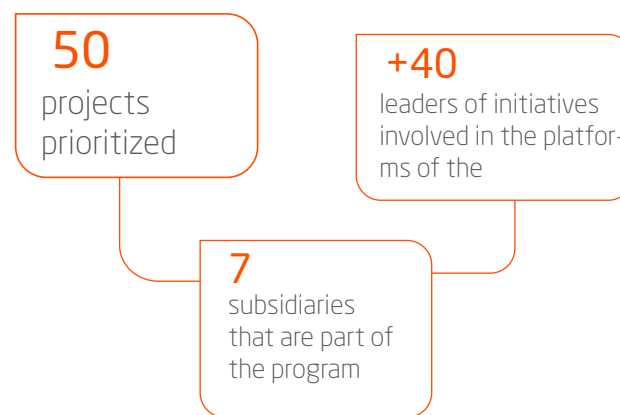 50
projects
prioritized
+40
leaders of initiatives
involved in the platfor-
ms of the
7
subsidiaries
that are part of
the program